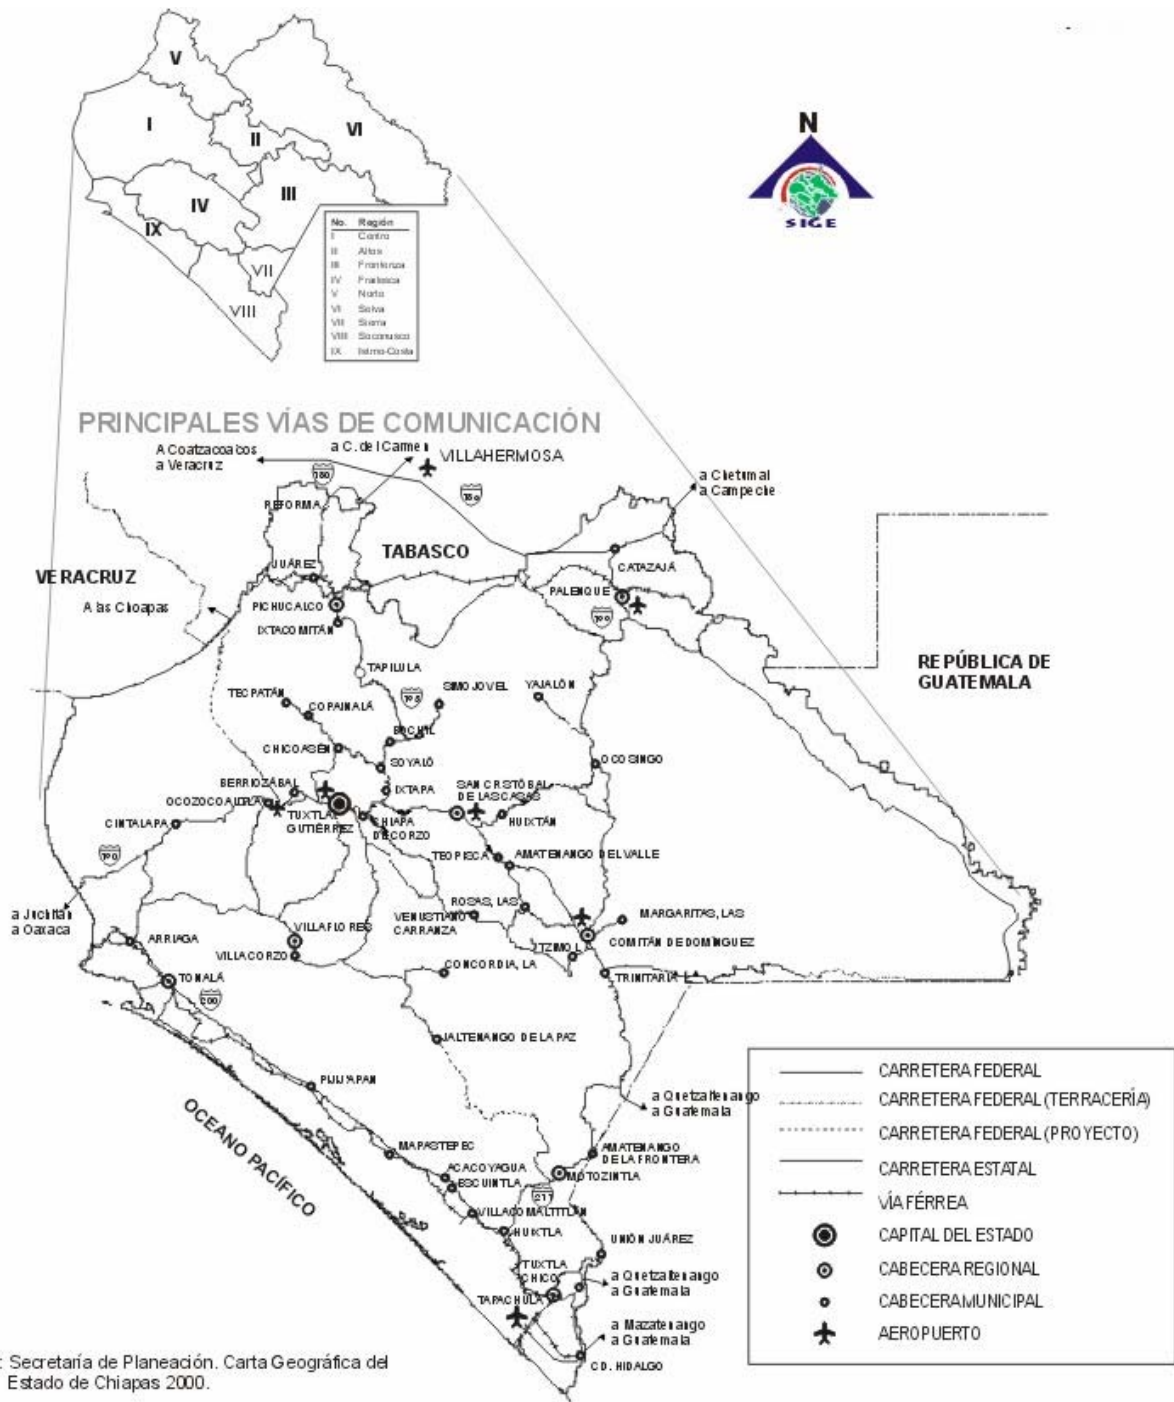 V
I
II
VI
IV
III
IX
VII
VIII
N
SIGE
No. Región
I Centro
II Altos
III Fronteriza
IV Frailesca
V Norte
VI Selva
VII Sierra
VIII Soconusco
IX Istmo-Costa
PRINCIPALES VÍAS DE COMUNICACIÓN
A Coatzacoalcos
a Veracruz
a C. del Carmen
VILLAHERMOSA
180
180
a Chetumal
a Campeche
REFORMA
TABASCO
VERACRUZ
JUÁREZ
CATAZAJÁ
A las Choapas
PICHUCALCO
PALENQUE
IXTACOMITÁN
190
REPÚBLICA DE
GUATEMALA
TAPILULA
TECPATÁN
SIMOJOVEL
YAJALÓN
COPAINALÁ
195
BOCHIL
CHICOASÉN
SOYALÓ
OCOSINGO
BERRIOZÁBAL
IXTAPA
SAN CRSTÓBAL
DE LAS CASAS
OCOZOCOAUTLA
TUXTLA
GUTIÉRREZ
CHIAPA
DE CORZO
HUIXTÁN
CINTALAPA
190
TEOPISCA
AMATENANGO DEL VALLE
a Juchitán
a Oaxaca
ROSAS, LAS
VENUSTIANO
CARRANZA
MARGARITAS, LAS
ARRIAGA
VILLAFLORES
COMITÁN DE DOMÍNGUEZ
VILLACORZO
TZIMOL
TONALÁ
CONCORDIA, LA
TRINITARIA
200
JALTENANGO DE LA PAZ
PIJIJIAPAN
a Quetzaltenango
a Guatemala
OCEANO PACÍFICO
MAPASTEPEC
AMATENANGO
DE LA FRONTERA
ACACOYAGUA
ESCUINTLA
MOTOZINTLA
211
VILLACOMALTITLÁN
HUIXTLA
UNIÓN JUÁREZ
TUXTLA
CHICO
a Quetzaltenango
a Guatemala
TAPACHULA
a Mazatenango
a Guatemala
CD. HIDALGO
CARRETERA FEDERAL
CARRETERA FEDERAL (TERRACERÍA)
CARRETERA FEDERAL (PROYECTO)
CARRETERA ESTATAL
VÍA FÉRREA
CAPITAL DEL ESTADO
CABECERA REGIONAL
CABECERA MUNICIPAL
AEROPUERTO
: Secretaría de Planeación. Carta Geográfica del
Estado de Chiapas 2000.